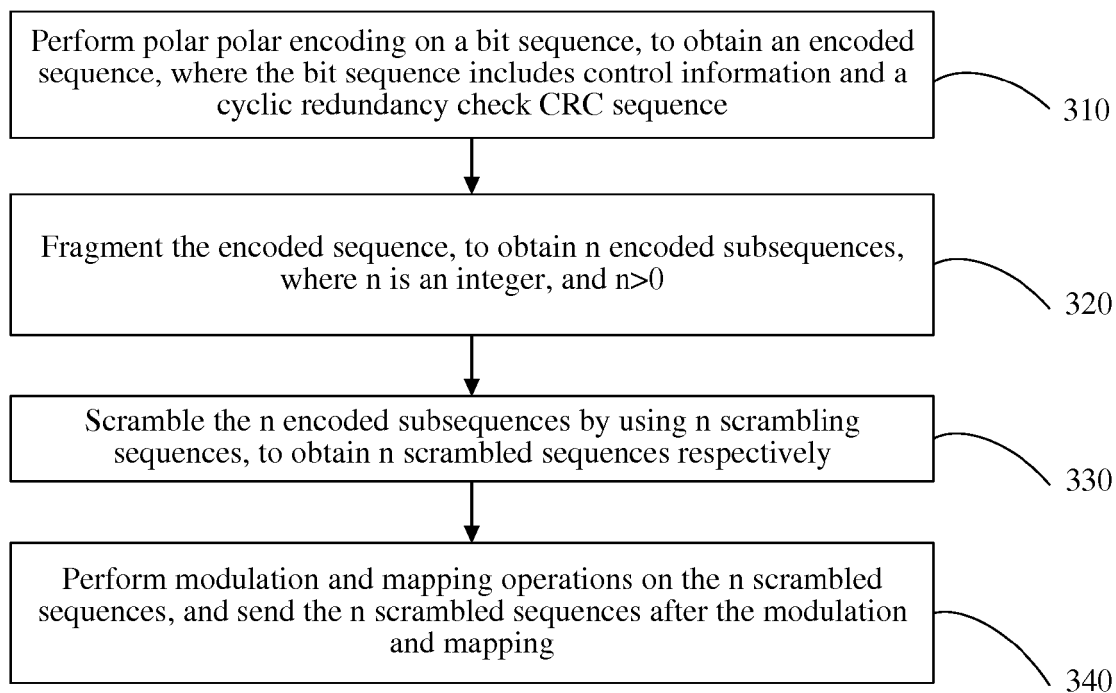 Perform polar polar encoding on a bit sequence, to obtain an encoded
sequence, where the bit sequence includes control information and a
cyclic redundancy check CRC sequence
310
Fragment the encoded sequence, to obtain n encoded subsequences,
where n is an integer, and n>0
320
Scramble the n encoded subsequences by using n scrambling
sequences, to obtain n scrambled sequences respectively
330
Perform modulation and mapping operations on the n scrambled
sequences, and send the n scrambled sequences after the modulation
and mapping
340